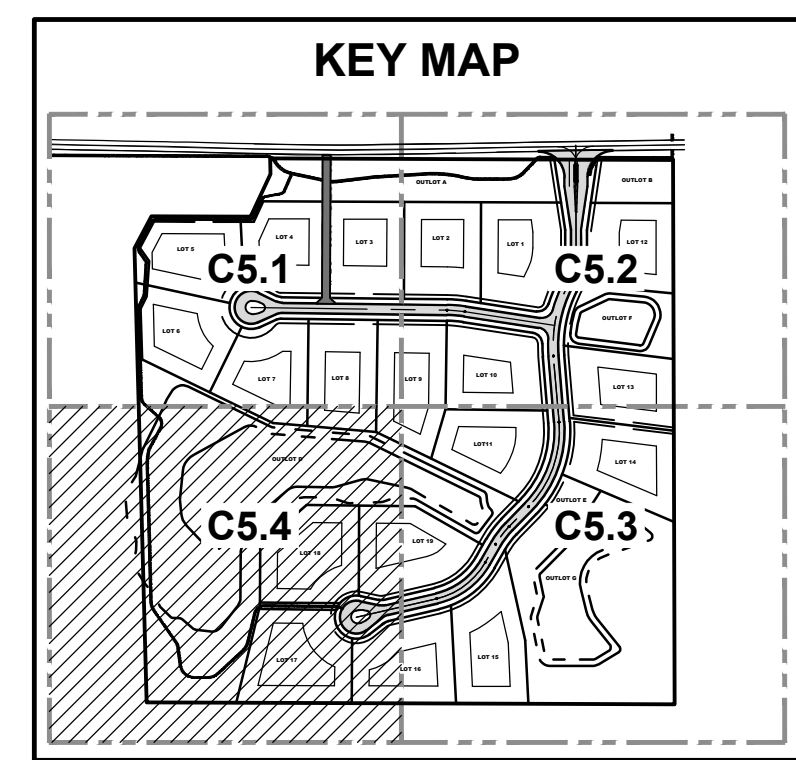 KEY MAP
OUTLOT A
OUTLOT B
LOT 5
LOT 4
LOT 3
LOT 2
LOT 1
LOT 12
C5.1
C5.2
OUTLOT F
LOT 6
LOT 7
LOT 8
LOT 9
LOT 10
LOT 13
LOT11
LOT 14
OUTLOT D
OUTLOT E
C5.4
C5.3
LOT 18
LOT 19
OUTLOT G
LOT 17
LOT 16
LOT 15